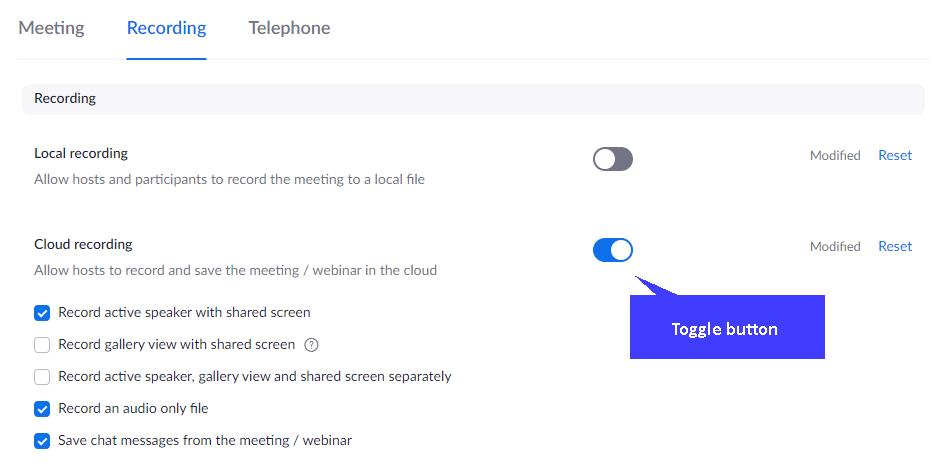 Meeting Recording Telephone
Recording
Local recording Modified Reset
Allow hosts and participants to record the meeting to a local file
Cloud recording Modified Reset
Allow hosts to record and save the meeting / webinar in the cloud
Record active speaker with shared screen
Toggle button
Record gallery view with shared screen ?
Record active speaker, gallery view and shared screen separately
Record an audio only file
Save chat messages from the meeting / webinar